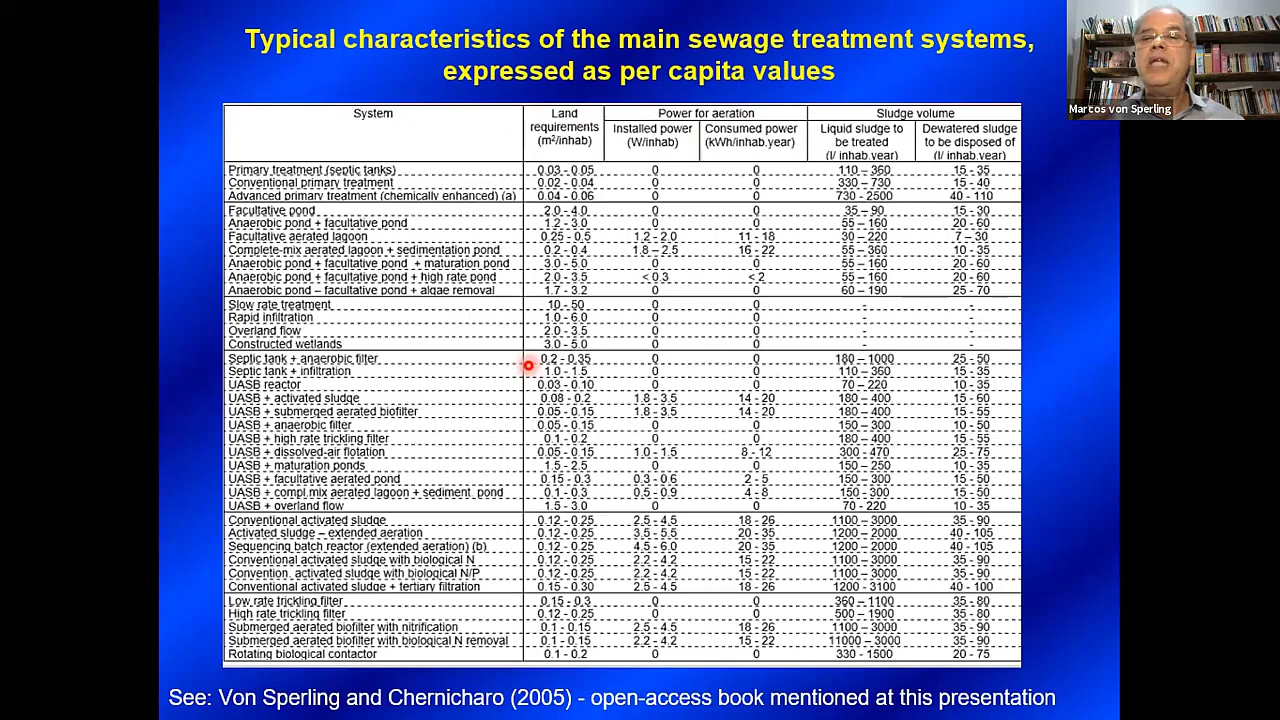 Typical characteristics of the main sewage treatment systems,
expressed as per capita values
Marcos von Sperling
System Land requirements (m²/inhab) Power for aeration Sludge volume
Installed power (W/inhab) Consumed power (kWh/inhab.year) Liquid sludge to be treated (l/ inhab.year) Dewatered sludge to be disposed of (l/ inhab.year)
Primary treatment (septic tanks) 0.03 - 0.05 0 0 110 – 360 15 - 35
Conventional primary treatment 0.02 - 0.04 0 0 330 – 730 15 - 40
Advanced primary treatment (chemically enhanced) (a) 0.04 - 0.06 0 0 730 - 2500 40 - 110
Facultative pond 2.0 - 4.0 0 0 35 – 90 15 - 30
Anaerobic pond + facultative pond 1.2 - 3.0 0 0 55 – 160 20 - 60
Facultative aerated lagoon 0.25 - 0.5 1.2 - 2.0 11 - 18 30 – 220 7 – 30
Complete-mix aerated lagoon + sedimentation pond 0.2 - 0.4 1.8 – 2.5 16 - 22 55 – 360 10 - 35
Anaerobic pond + facultative pond + maturation pond 3.0 - 5.0 0 0 55 – 160 20 - 60
Anaerobic pond + facultative pond + high rate pond 2.0 - 3.5 < 0.3 < 2 55 – 160 20 - 60
Anaerobic pond – facultative pond + algae removal 1.7 - 3.2 0 0 60 – 190 25 - 70
Slow rate treatment 10 - 50 0 0 - -
Rapid infiltration 1.0 - 6.0 0 0 - -
Overland flow 2.0 - 3.5 0 0 - -
Constructed wetlands 3.0 - 5.0 0 0 - -
Septic tank + anaerobic filter 0.2 - 0.35 0 0 180 – 1000 25 - 50
Septic tank + infiltration 1.0 - 1.5 0 0 110 – 360 15 - 35
UASB reactor 0.03 - 0.10 0 0 70 – 220 10 - 35
UASB + activated sludge 0.08 - 0.2 1.8 - 3.5 14 - 20 180 – 400 15 - 60
UASB + submerged aerated biofilter 0.05 - 0.15 1.8 - 3.5 14 - 20 180 – 400 15 - 55
UASB + anaerobic filter 0.05 - 0.15 0 0 150 – 300 10 - 50
UASB + high rate trickling filter 0.1 - 0.2 0 0 180 – 400 15 - 55
UASB + dissolved-air flotation 0.05 - 0.15 1.0 - 1.5 8 - 12 300 - 470 25 - 75
UASB + maturation ponds 1.5 - 2.5 0 0 150 – 250 10 - 35
UASB + facultative aerated pond 0.15 - 0.3 0.3 - 0.6 2 - 5 150 – 300 15 - 50
UASB + compl.mix aerated lagoon + sediment. pond 0.1 - 0.3 0.5 - 0.9 4 - 8 150 - 300 15 - 50
UASB + overland flow 1.5 - 3.0 0 0 70 - 220 10 - 35
Conventional activated sludge 0.12 - 0.25 2.5 - 4.5 18 - 26 1100 – 3000 35 - 90
Activated sludge – extended aeration 0.12 - 0.25 3.5 - 5.5 20 - 35 1200 – 2000 40 - 105
Sequencing batch reactor (extended aeration) (b) 0.12 - 0.25 4.5 - 6.0 20 - 35 1200 – 2000 40 - 105
Conventional activated sludge with biological N 0.12 - 0.25 2.2 - 4.2 15 - 22 1100 – 3000 35 - 90
Convention. activated sludge with biological N/P 0.12 - 0.25 2.2 - 4.2 15 - 22 1100 – 3000 35 - 90
Conventional activated sludge + tertiary filtration 0.15 - 0.30 2.5 - 4.5 18 - 26 1200 - 3100 40 - 100
Low rate trickling filter 0.15 - 0.3 0 0 360 – 1100 35 - 80
High rate trickling filter 0.12 - 0.25 0 0 500 – 1900 35 - 80
Submerged aerated biofilter with nitrification 0.1 - 0.15 2.5 - 4.5 18 - 26 1100 – 3000 35 - 90
Submerged aerated biofilter with biological N removal 0.1 - 0.15 2.2 - 4.2 15 - 22 11000 – 3000 35 - 90
Rotating biological contactor 0.1 - 0.2 0 0 330 - 1500 20 - 75
See: Von Sperling and Chernicharo (2005) - open-access book mentioned at this presentation